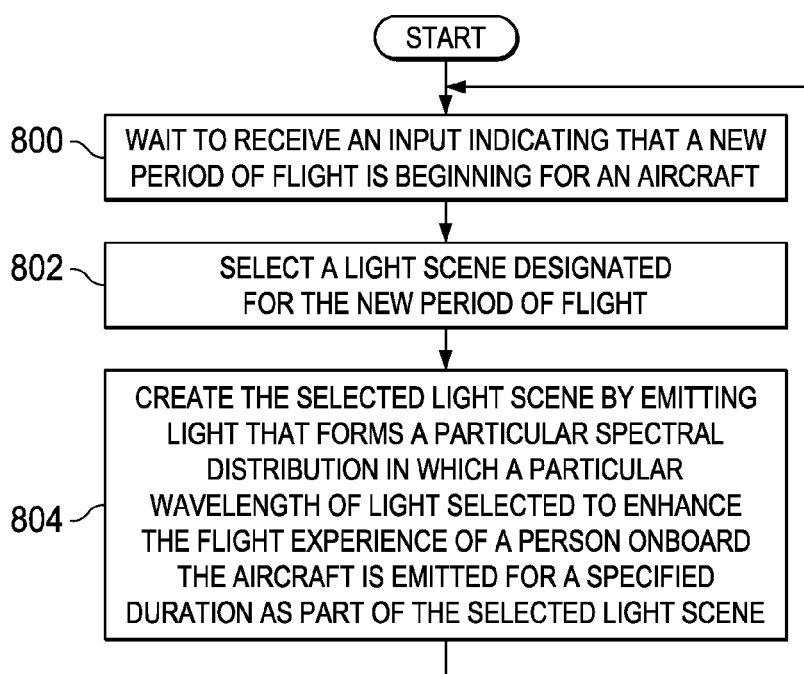 START
800
WAIT TO RECEIVE AN INPUT INDICATING THAT A NEW
PERIOD OF FLIGHT IS BEGINNING FOR AN AIRCRAFT
802
SELECT A LIGHT SCENE DESIGNATED
FOR THE NEW PERIOD OF FLIGHT
804
CREATE THE SELECTED LIGHT SCENE BY EMITTING
LIGHT THAT FORMS A PARTICULAR SPECTRAL
DISTRIBUTION IN WHICH A PARTICULAR
WAVELENGTH OF LIGHT SELECTED TO ENHANCE
THE FLIGHT EXPERIENCE OF A PERSON ONBOARD
THE AIRCRAFT IS EMITTED FOR A SPECIFIED
DURATION AS PART OF THE SELECTED LIGHT SCENE